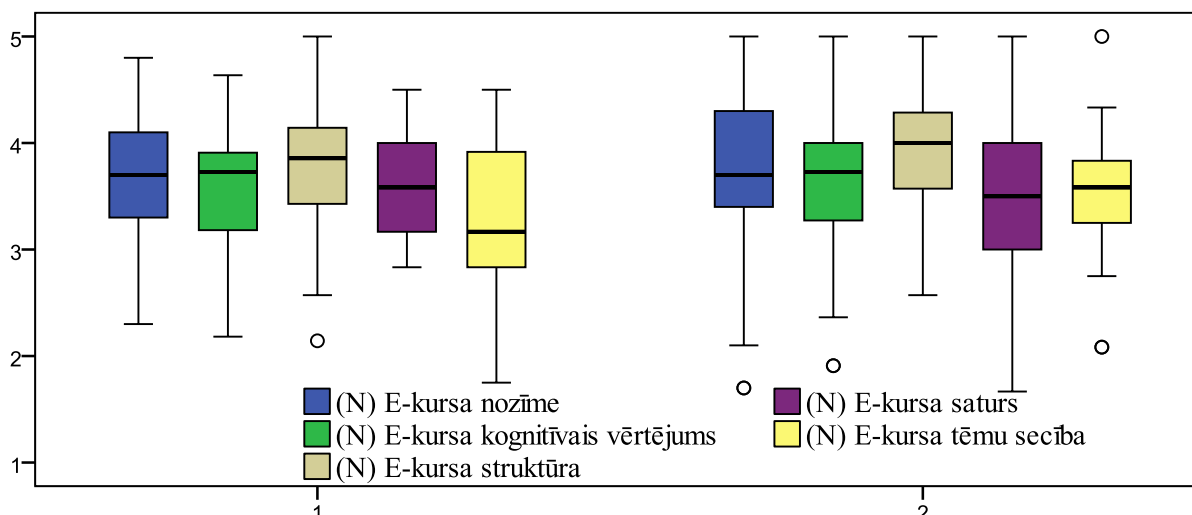 5
4
3
2
1
(N) E-kursa nozīme
(N) E-kursa kognitīvais vērtējums
(N) E-kursa struktūra
(N) E-kursa saturs
(N) E-kursa tēmu secība
1
2